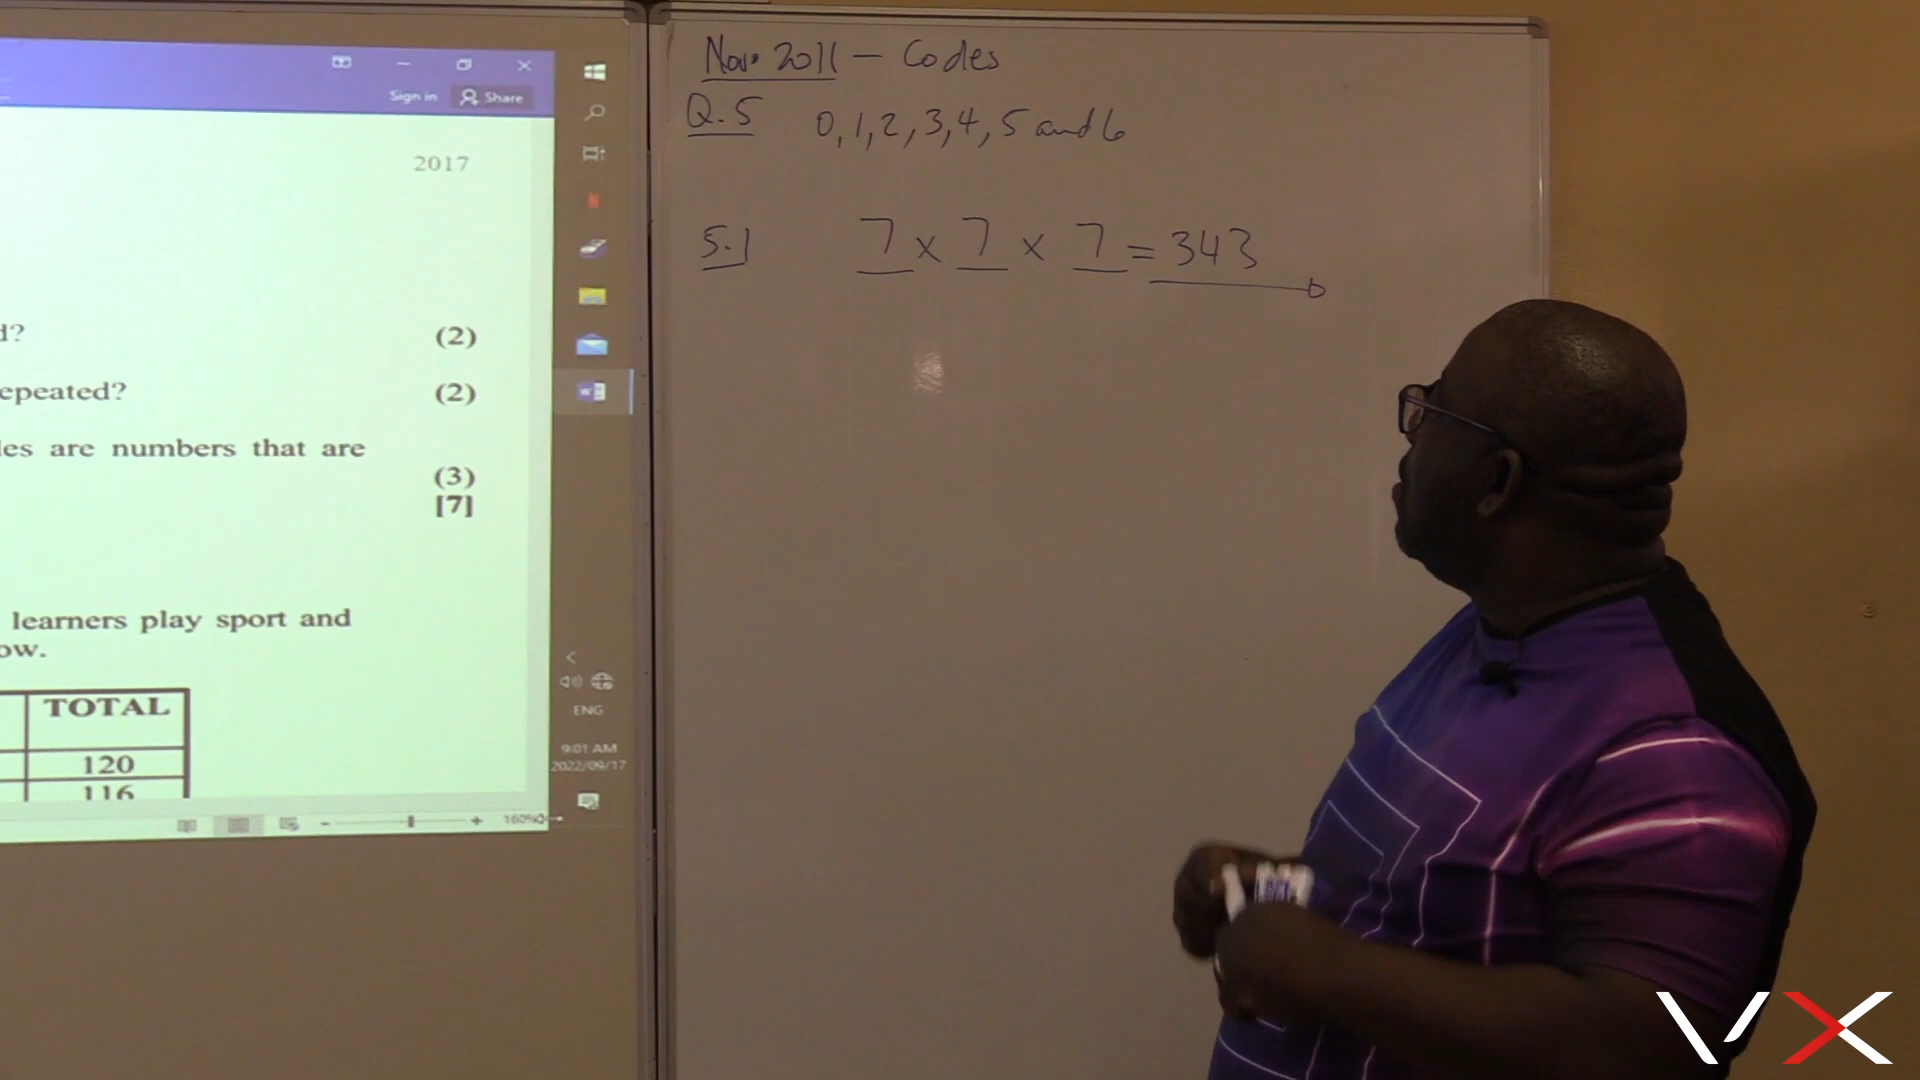 Sign in Share
2017
d?
(2)
epeated?
(2)
les are numbers that are
(3)
[7]
learners play sport and
ow.
TOTAL
120
116
160%
ENG
9:01 AM
2022/09/17
Nov. 2011 – Codes
Q.5 0, 1, 2, 3, 4, 5 and 6
5.1 7 x 7 x 7 = 343
VX